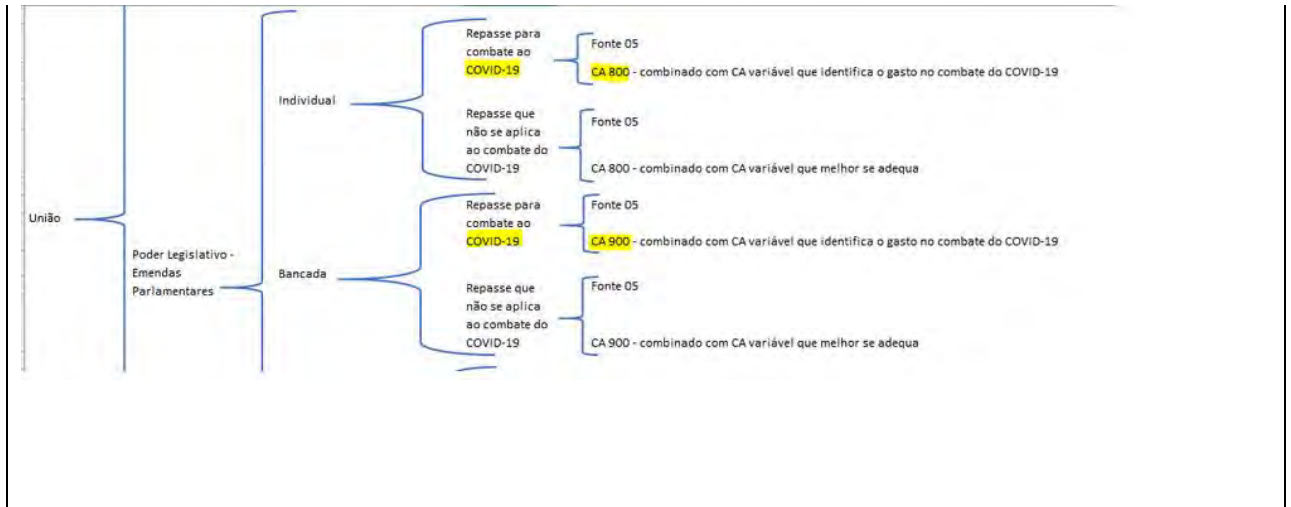 União
Poder Legislativo -
Emendas
Parlamentares
Individual
Repasse para
combate ao
COVID-19
Fonte 05
CA 800 - combinado com CA variável que identifica o gasto no combate do COVID-19
Repasse que
não se aplica
ao combate do
COVID-19
Fonte 05
CA 800 - combinado com CA variável que melhor se adequa
Bancada
Repasse para
combate ao
COVID-19
Fonte 05
CA 900 - combinado com CA variável que identifica o gasto no combate do COVID-19
Repasse que
não se aplica
ao combate do
COVID-19
Fonte 05
CA 900 - combinado com CA variável que melhor se adequa